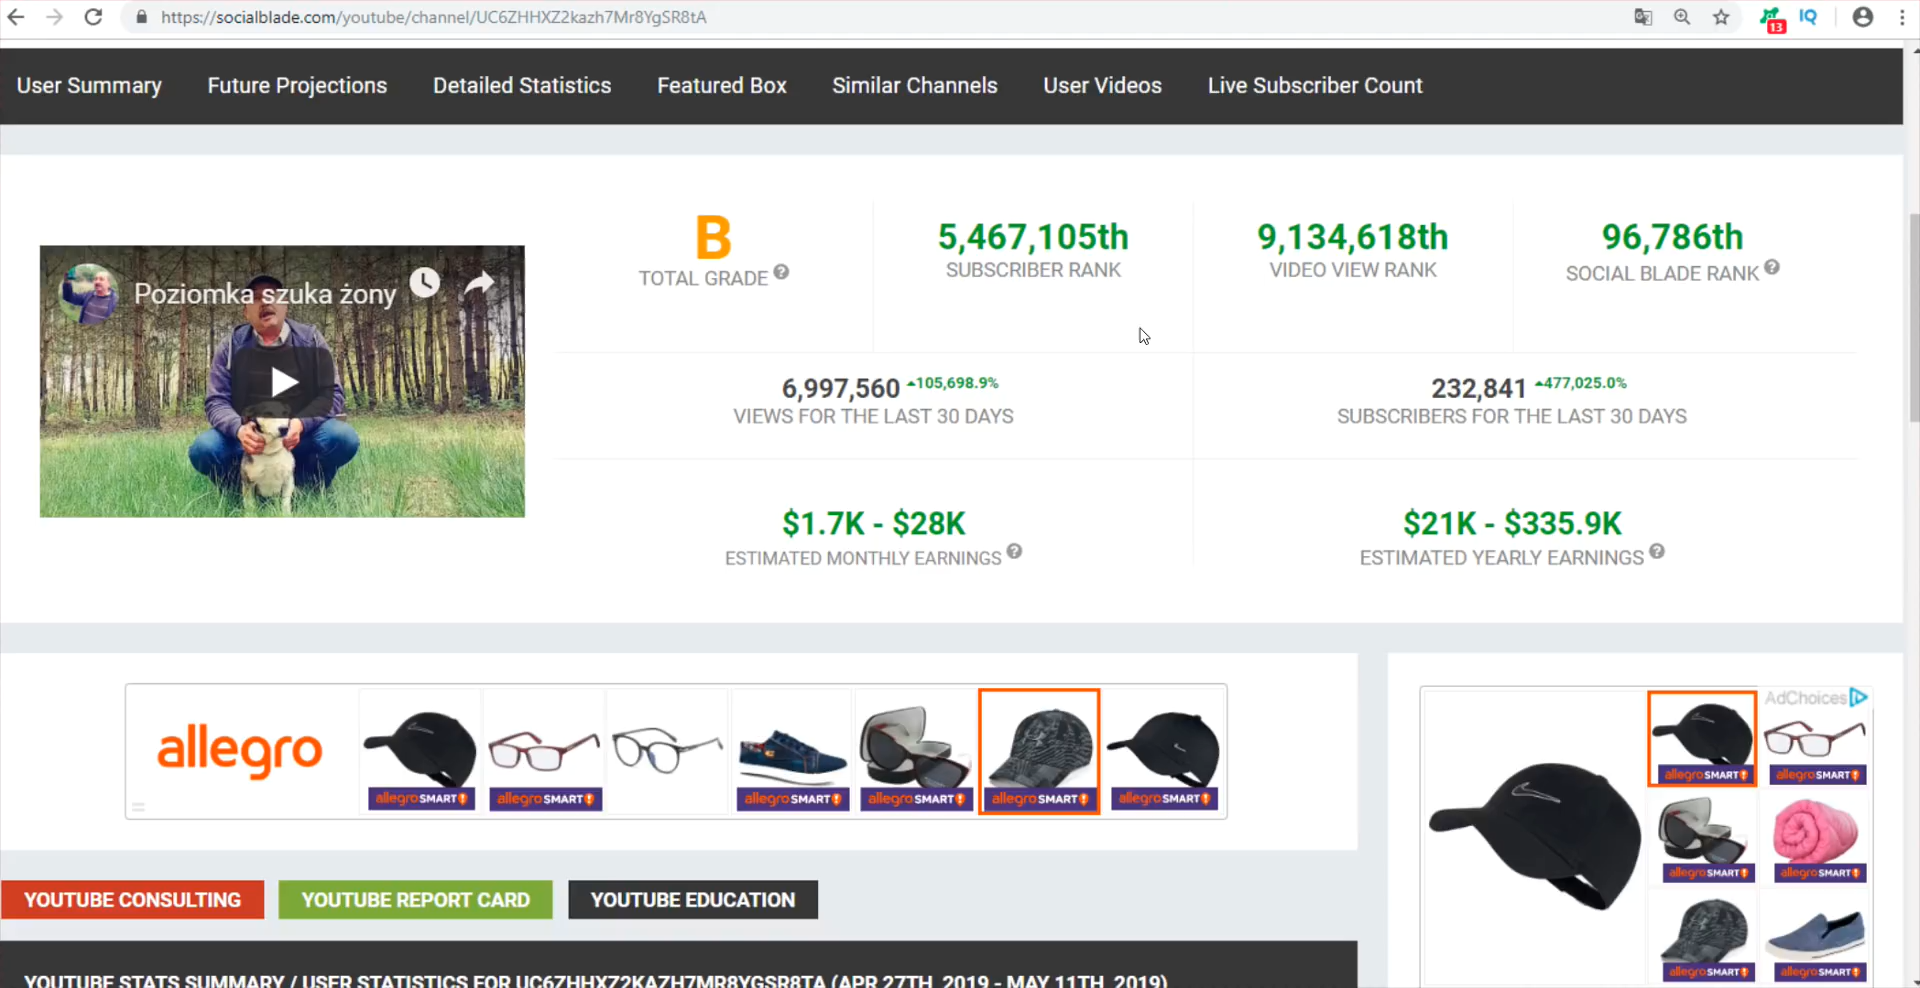 https://socialblade.com/youtube/channel/UC6ZHHXZ2kazh7Mr8YgSR8tA
13
IQ
User Summary
Future Projections
Detailed Statistics
Featured Box
Similar Channels
User Videos
Live Subscriber Count
Poziomka szuka żony
B
TOTAL GRADE ?
5,467,105th
SUBSCRIBER RANK
9,134,618th
VIDEO VIEW RANK
96,786th
SOCIAL BLADE RANK ?
6,997,560 105,698.9%
VIEWS FOR THE LAST 30 DAYS
232,841 477,025.0%
SUBSCRIBERS FOR THE LAST 30 DAYS
$1.7K - $28K
ESTIMATED MONTHLY EARNINGS ?
$21K - $335.9K
ESTIMATED YEARLY EARNINGS ?
allegro
allegro SMART!
allegro SMART!
allegro SMART!
allegro SMART!
allegro SMART!
allegro SMART!
AdChoices
allegro SMART!
allegro SMART!
allegro SMART!
allegro SMART!
allegro SMART!
allegro SMART!
YOUTUBE CONSULTING
YOUTUBE REPORT CARD
YOUTUBE EDUCATION
YOUTUBE STATS SUMMARY / USER STATISTICS FOR UC6ZHHXZ2KAZH7MR8YGSR8TA (APR 27TH, 2019 - MAY 11TH, 2019)